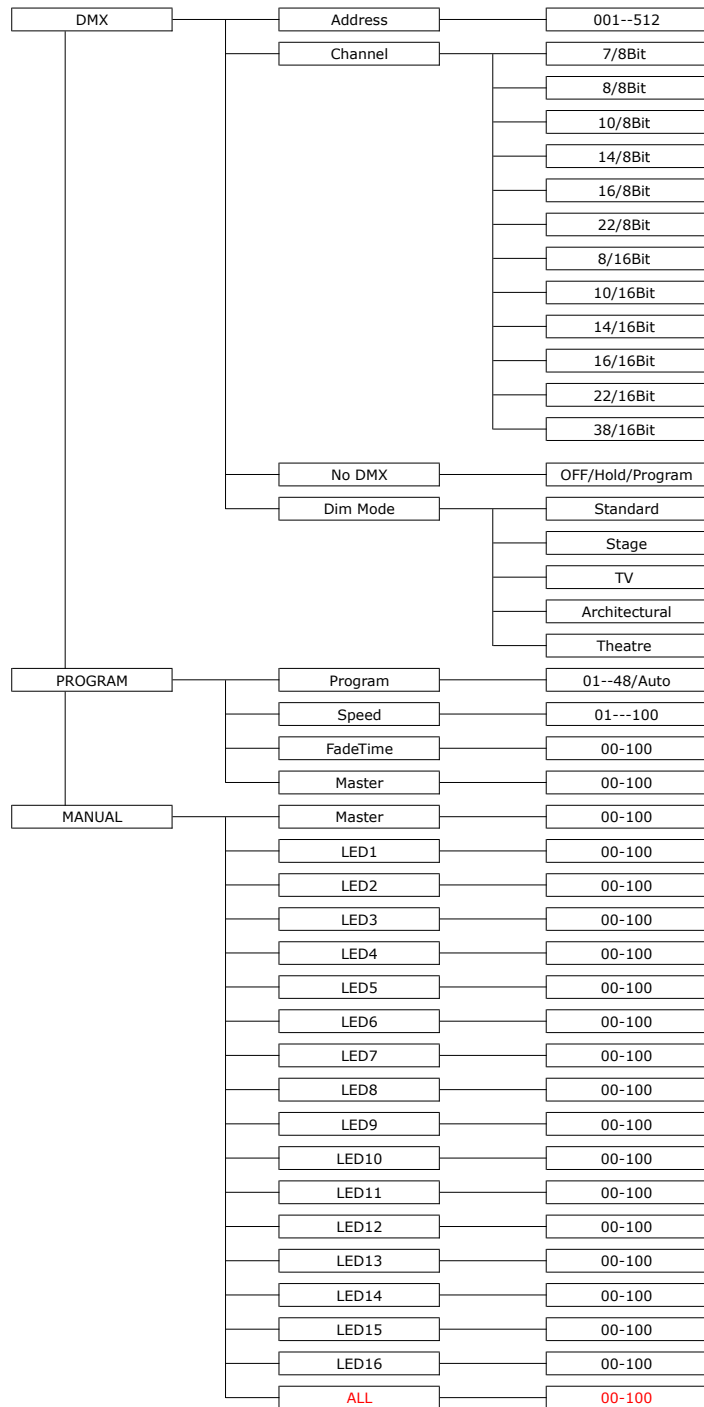 DMX Address 001--512
Channel 7/8Bit
8/8Bit
10/8Bit
14/8Bit
16/8Bit
22/8Bit
8/16Bit
10/16Bit
14/16Bit
16/16Bit
22/16Bit
38/16Bit
No DMX OFF/Hold/Program
Dim Mode Standard
Stage
TV
Architectural
Theatre
PROGRAM Program 01--48/Auto
Speed 01---100
FadeTime 00-100
Master 00-100
MANUAL Master 00-100
LED1 00-100
LED2 00-100
LED3 00-100
LED4 00-100
LED5 00-100
LED6 00-100
LED7 00-100
LED8 00-100
LED9 00-100
LED10 00-100
LED11 00-100
LED12 00-100
LED13 00-100
LED14 00-100
LED15 00-100
LED16 00-100
ALL 00-100